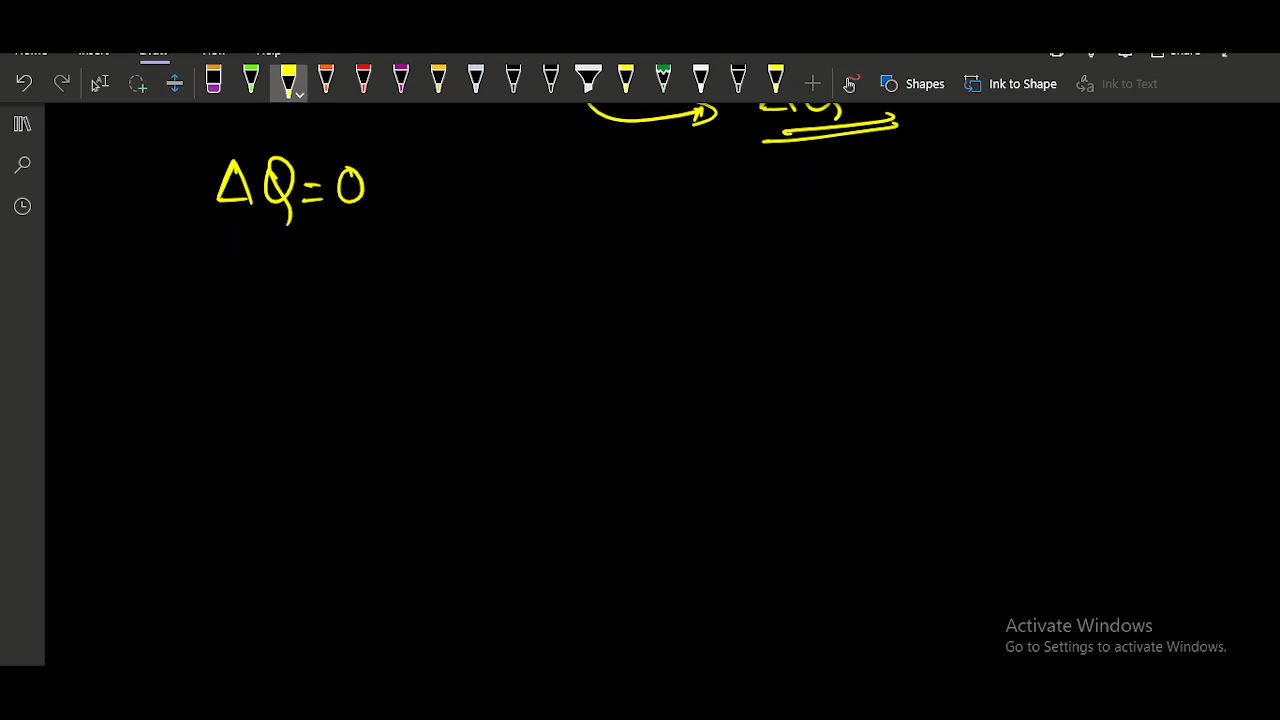 Shapes
Ink to Shape
Ink to Text
ΔQ=0
Activate Windows
Go to Settings to activate Windows.